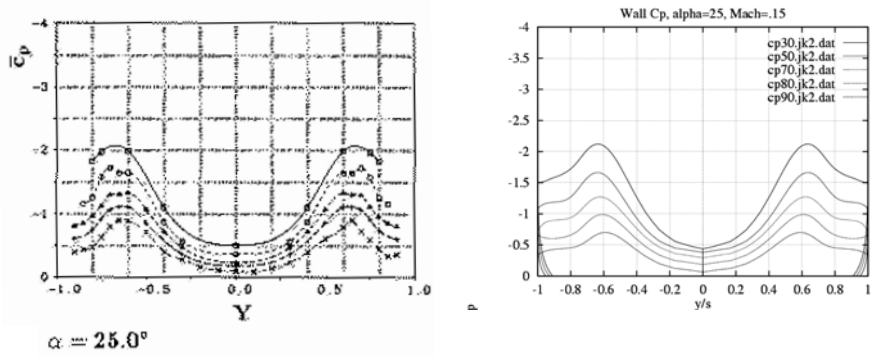 -4
c̄p
-3
-2
-1
0
-1.0 -0.5 0.0 0.5 1.0
Y
α = 25.0°
Wall Cp, alpha=25, Mach=.15
-4
-3.5
-3
-2.5
-2
-1.5
-1
-0.5
0
cp30.jk2.dat
cp50.jk2.dat
cp70.jk2.dat
cp80.jk2.dat
cp90.jk2.dat
-1 -0.8 -0.6 -0.4 -0.2 0 0.2 0.4 0.6 0.8 1
y/s
p